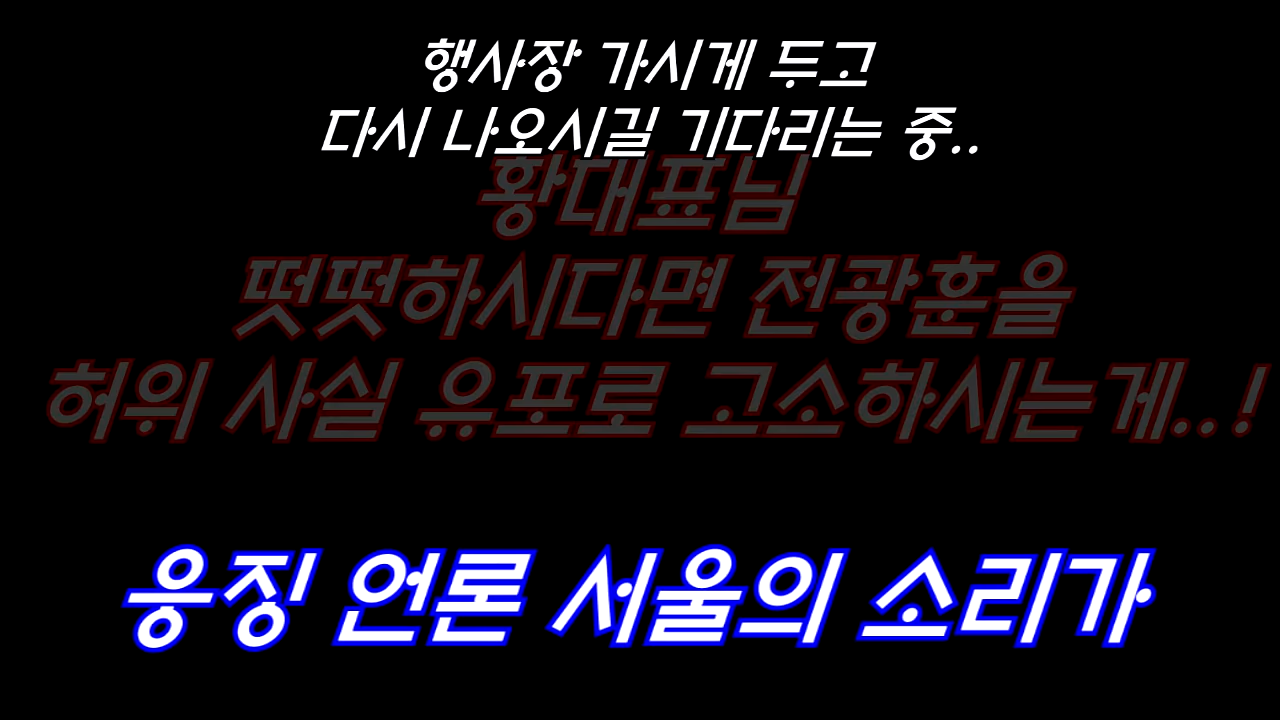 행사장 가시게 두고
다시 나오시길 기다리는 중..
황대표님
떳떳하시다면 전광훈을
허위 사실 유포로 고소하시는게..!
응징 언론 서울의 소리가